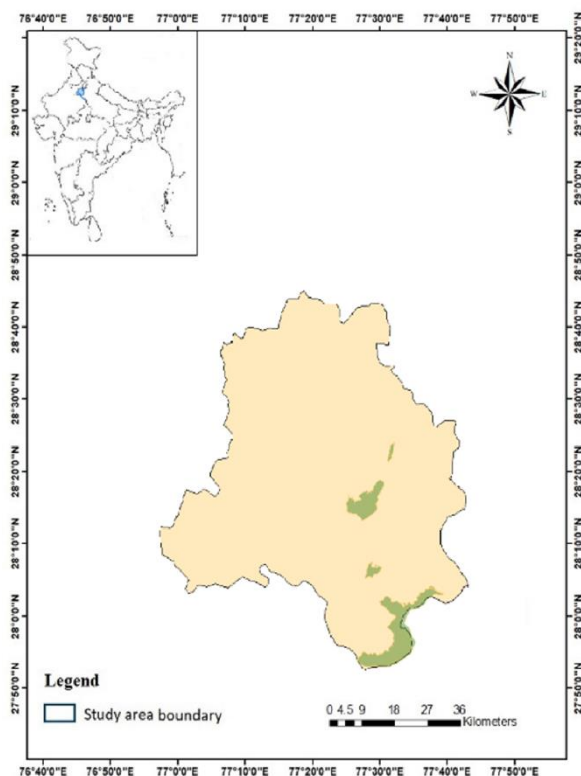 76°40'0"E 76°50'0"E 77°0'0"E 77°10'0"E 77°20'0"E 77°30'0"E 77°40'0"E 77°50'0"E
29°20'0"N
29°10'0"N
29°0'0"N
28°50'0"N
28°40'0"N
28°30'0"N
28°20'0"N
28°10'0"N
28°0'0"N
27°50'0"N
N
W E
S
29°10'0"N
29°0'0"N
28°50'0"N
28°40'0"N
28°30'0"N
28°20'0"N
28°10'0"N
28°0'0"N
27°50'0"N
Legend
Study area boundary
0 4.5 9 18 27 36
Kilometers
76°40'0"E 76°50'0"E 77°0'0"E 77°10'0"E 77°20'0"E 77°30'0"E 77°40'0"E 77°50'0"E